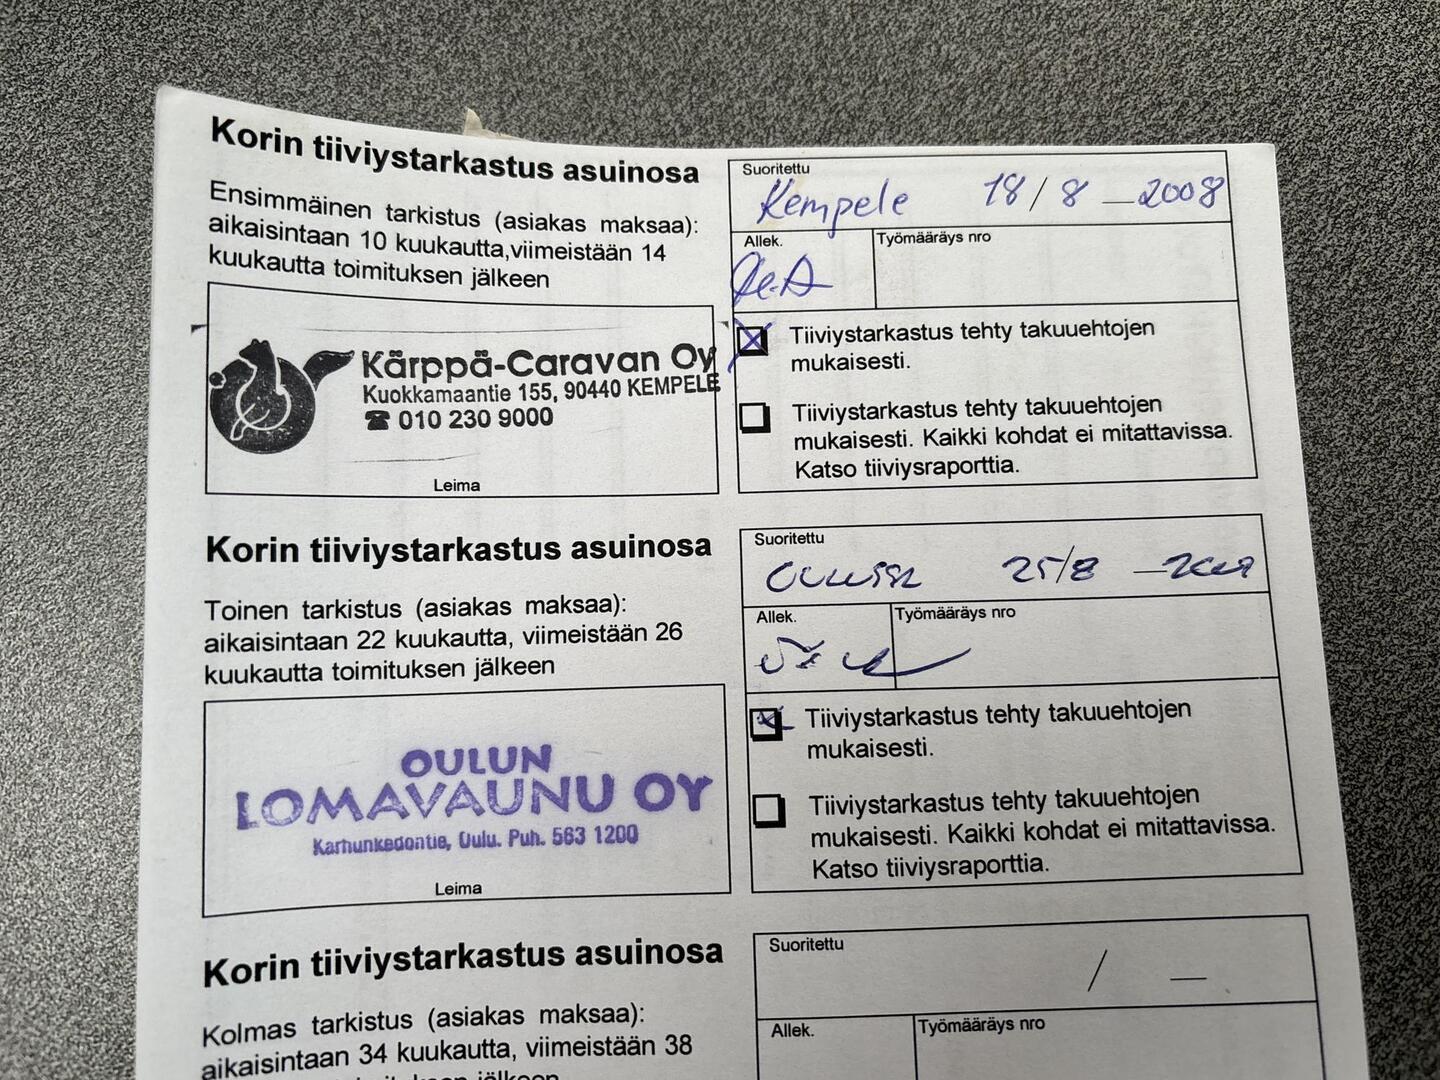 Korin tiiviystarkastus asuinosa
Ensimmäinen tarkistus (asiakas maksaa):
aikaisintaan 10 kuukautta,viimeistään 14
kuukautta toimituksen jälkeen
Kärppä-Caravan Oy
Kuokkamaantie 155, 90440 KEMPELE
☎ 010 230 9000
Leima
Suoritettu
Kempele 18/8 – 2008
Allek.
Työmääräys nro
Tiiviystarkastus tehty takuuehtojen
mukaisesti.
Tiiviystarkastus tehty takuuehtojen
mukaisesti. Kaikki kohdat ei mitattavissa.
Katso tiiviysraporttia.
Korin tiiviystarkastus asuinosa
Toinen tarkistus (asiakas maksaa):
aikaisintaan 22 kuukautta, viimeistään 26
kuukautta toimituksen jälkeen
OULUN
LOMAVAUNU OY
Karhunkedontie, Oulu. Puh. 563 1200
Leima
Suoritettu
25/8 –
Allek.
Työmääräys nro
Tiiviystarkastus tehty takuuehtojen
mukaisesti.
Tiiviystarkastus tehty takuuehtojen
mukaisesti. Kaikki kohdat ei mitattavissa.
Katso tiiviysraporttia.
Korin tiiviystarkastus asuinosa
Kolmas tarkistus (asiakas maksaa):
aikaisintaan 34 kuukautta, viimeistään 38
jälkeen
Suoritettu
/ –
Allek.
Työmääräys nro